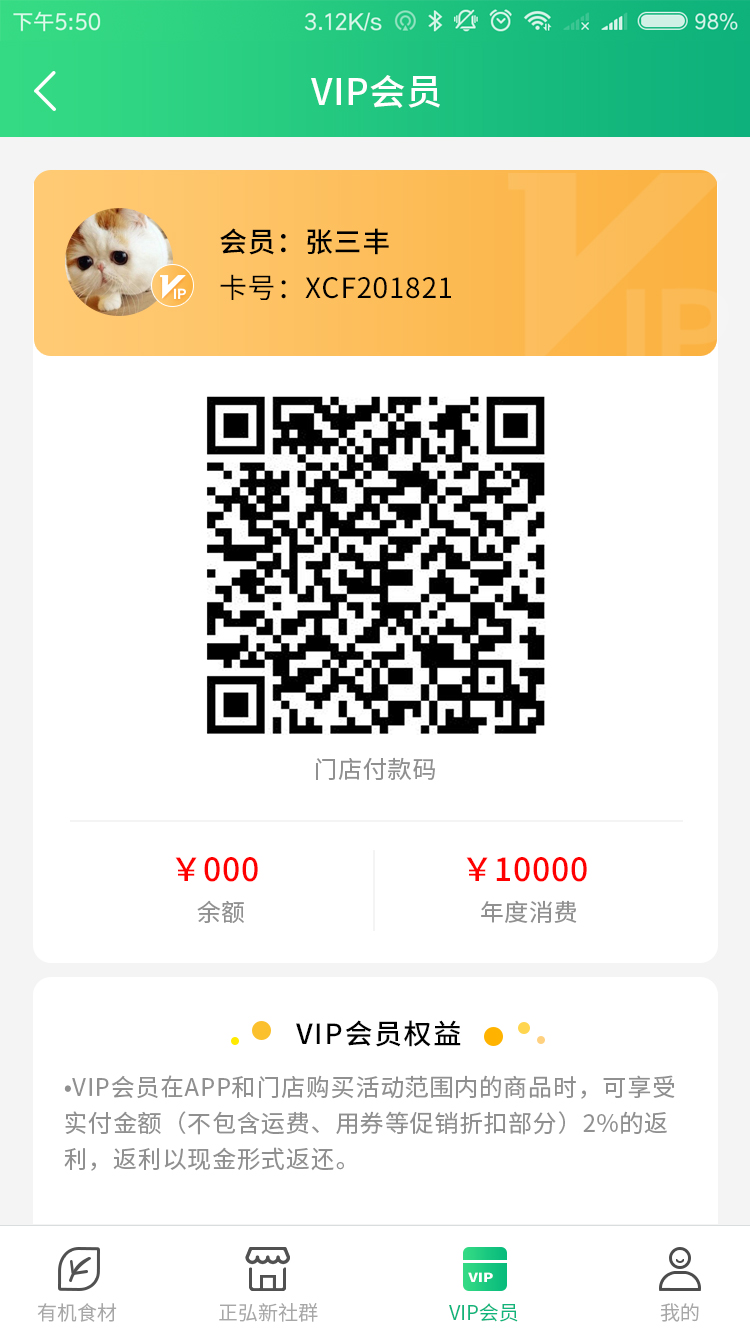 下午5:50 3.12K/s 98%
VIP会员
会员：张三丰
卡号：XCF201821
VIP
VIP
门店付款码
￥000 ￥10000
余额 年度消费
VIP会员权益
•VIP会员在APP和门店购买活动范围内的商品时，可享受
实付金额（不包含运费、用券等促销折扣部分）2%的返
利，返利以现金形式返还。
VIP
有机食材 正弘新社群 VIP会员 我的